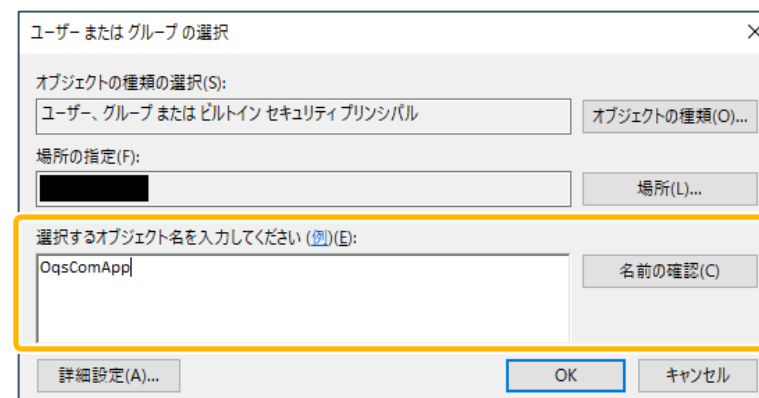 ユーザー または グループ の選択
オブジェクトの種類の選択(S):
ユーザー、グループ または ビルトイン セキュリティ プリンシパル
オブジェクトの種類(O)...
場所の指定(F):
場所(L)...
選択するオブジェクト名を入力してください (例)(E):
OqsComApp
名前の確認(C)
詳細設定(A)...
OK
キャンセル